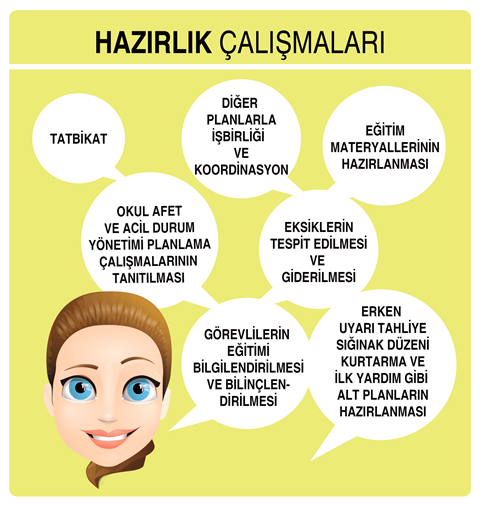 HAZIRLIK ÇALIŞMALARI
TATBİKAT
DİĞER
PLANLARLA
İŞBİRLİĞİ
VE
KOORDİNASYON
EĞİTİM
MATERYALLERİNİN
HAZIRLANMASI
OKUL AFET
VE ACİL DURUM
YÖNETİMİ PLANLAMA
ÇALIŞMALARININ
TANITILMASI
EKSİKLERİN
TESPİT EDİLMESİ
VE
GİDERİLMESİ
GÖREVLİLERİN
EĞİTİMİ
BİLGİLENDİRİLMESİ
VE BİLİNÇLEN-
DİRİLMESİ
ERKEN
UYARI TAHLİYE
SIĞINAK DÜZENİ
KURTARMA VE
İLK YARDIM GİBİ
ALT PLANLARIN
HAZIRLANMASI